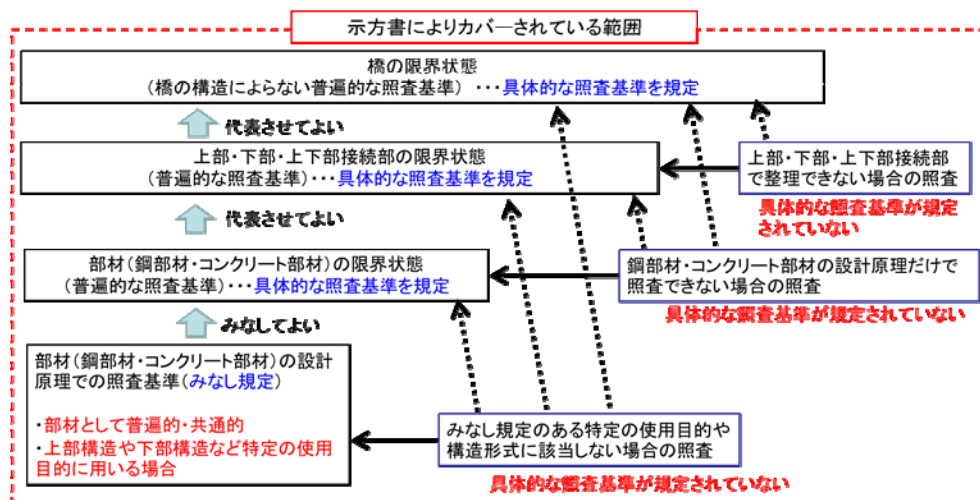 示方書によりカバーされている範囲
橋の限界状態
(橋の構造によらない普遍的な照査基準) ・・・具体的な照査基準を規定
代表させてよい
上部・下部・上下部接続部の限界状態
(普遍的な照査基準)・・・具体的な照査基準を規定
上部・下部・上下部接続部
で整理できない場合の照査
具体的な照査基準が規定
されていない
代表させてよい
部材(鋼部材・コンクリート部材)の限界状態
(普遍的な照査基準)・・・具体的な照査基準を規定
鋼部材・コンクリート部材の設計原理だけで
照査できない場合の照査
具体的な照査基準が規定されていない
みなしてよい
部材(鋼部材・コンクリート部材)の設計
原理での照査基準(みなし規定)
・部材として普遍的・共通的
・上部構造や下部構造など特定の使用
目的に用いる場合
みなし規定のある特定の使用目的や
構造形式に該当しない場合の照査
具体的な照査基準が規定されていない